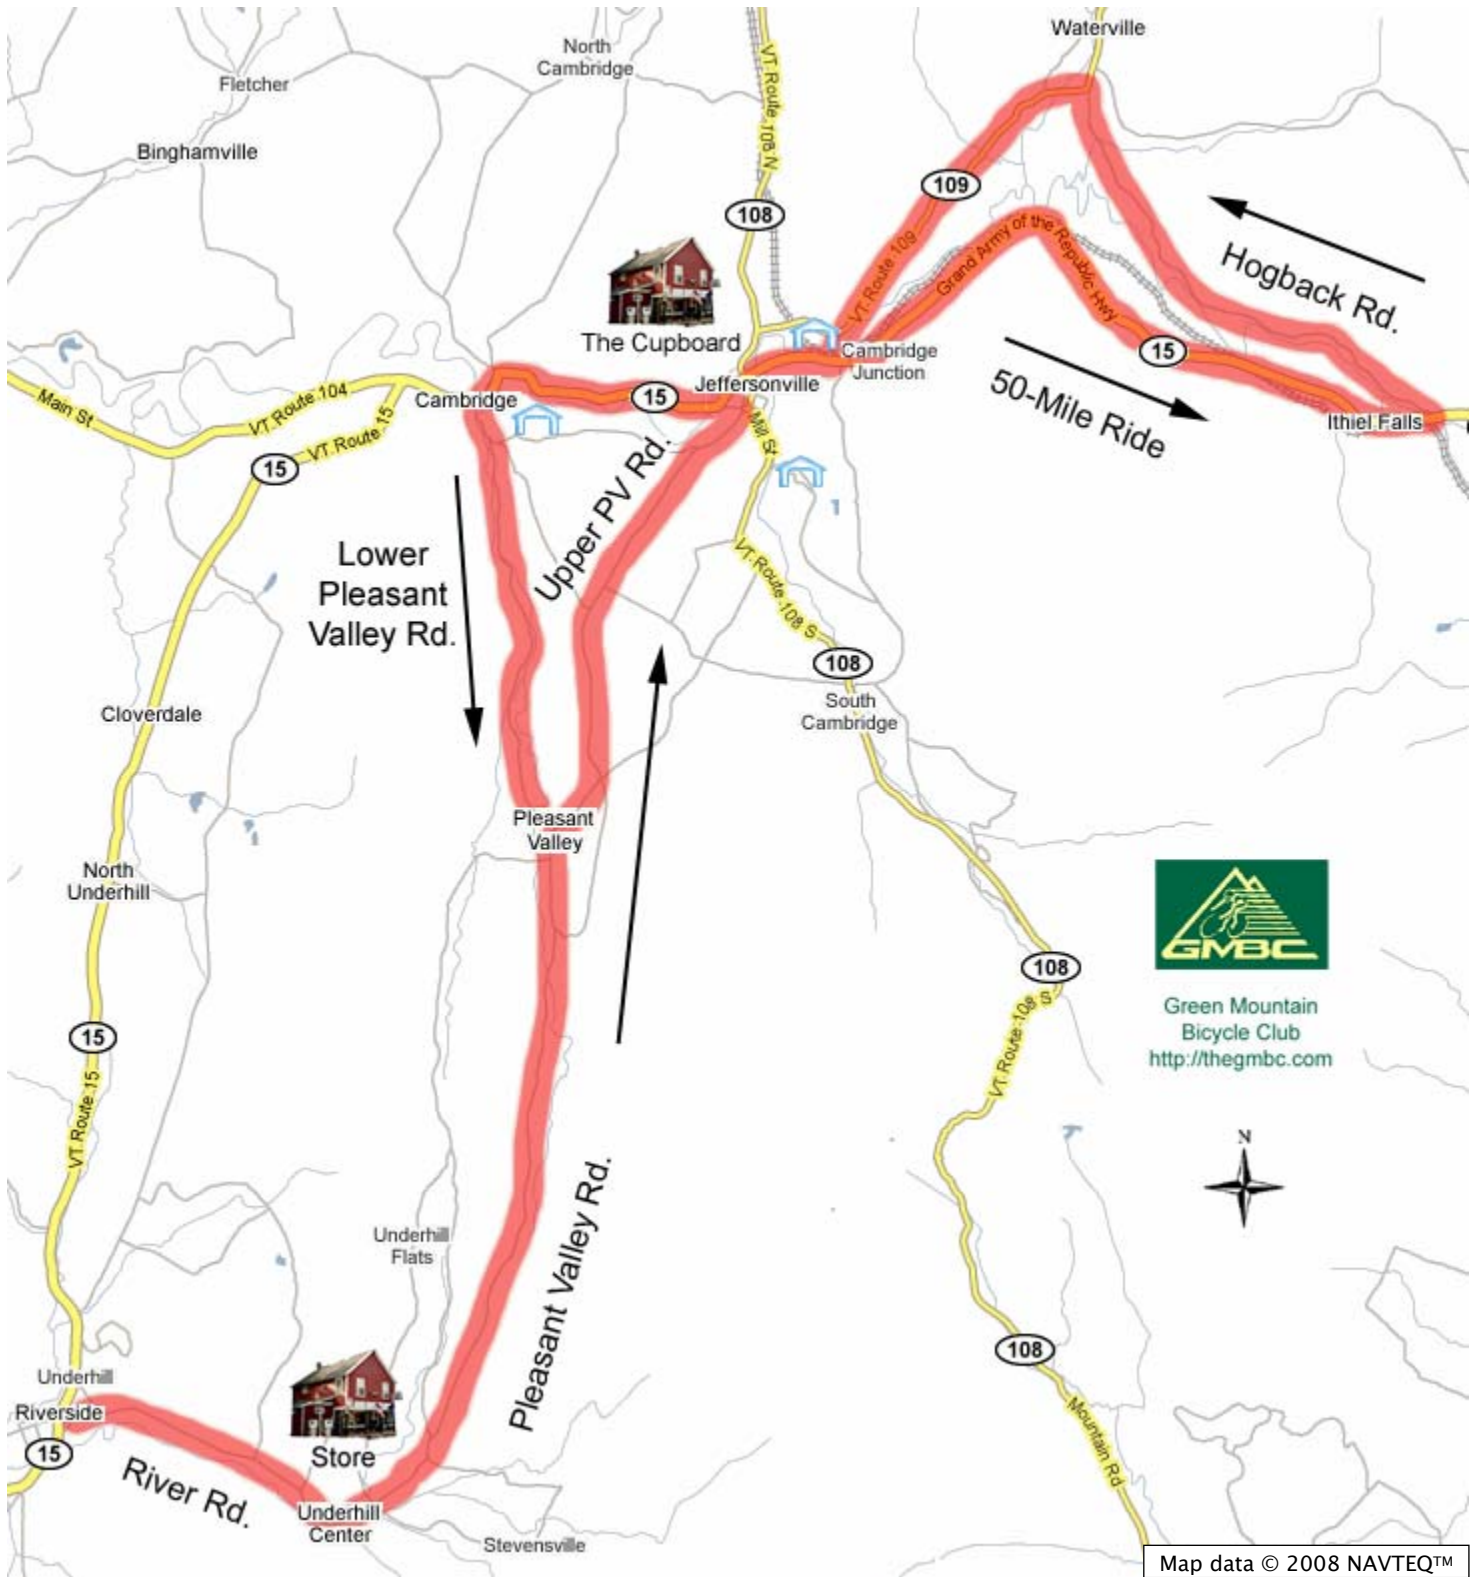 Waterville
North
Cambridge
Fletcher
VT Route 108 N
Binghamville
109
108
Hogback Rd.
VT Route 109
Grand Army of the Republic Hwy
The Cupboard
Cambridge
Junction
15
Jeffersonville
50-Mile Ride
Main St
VT Route 104
VT Route 15
Cambridge
15
Ithiel Falls
Mill St
15
Upper PV Rd.
Lower
Pleasant
Valley Rd.
VT Route 108 S
108
South
Cambridge
Cloverdale
Pleasant
Valley
North
Underhill
GMBC
108
Green Mountain
Bicycle Club
http://thegmbc.com
VT Route 108 S
15
VT Route 15
N
Pleasant Valley Rd.
Underhill
Flats
108
Underhill
Riverside
15
Store
River Rd.
Mountain Rd
Underhill
Center
Stevensville
Map data © 2008 NAVTEQ™